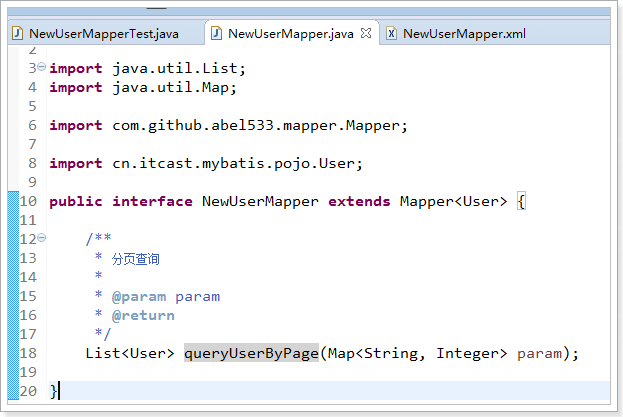 NewUserMapperTest.java NewUserMapper.java NewUserMapper.xml
2
3 import java.util.List;
4 import java.util.Map;
5
6 import com.github.abel533.mapper.Mapper;
7
8 import cn.itcast.mybatis.pojo.User;
9
10 public interface NewUserMapper extends Mapper<User> {
11
12 /**
13 * 分页查询
14 *
15 * @param param
16 * @return
17 */
18 List<User> queryUserByPage(Map<String, Integer> param);
19
20 }